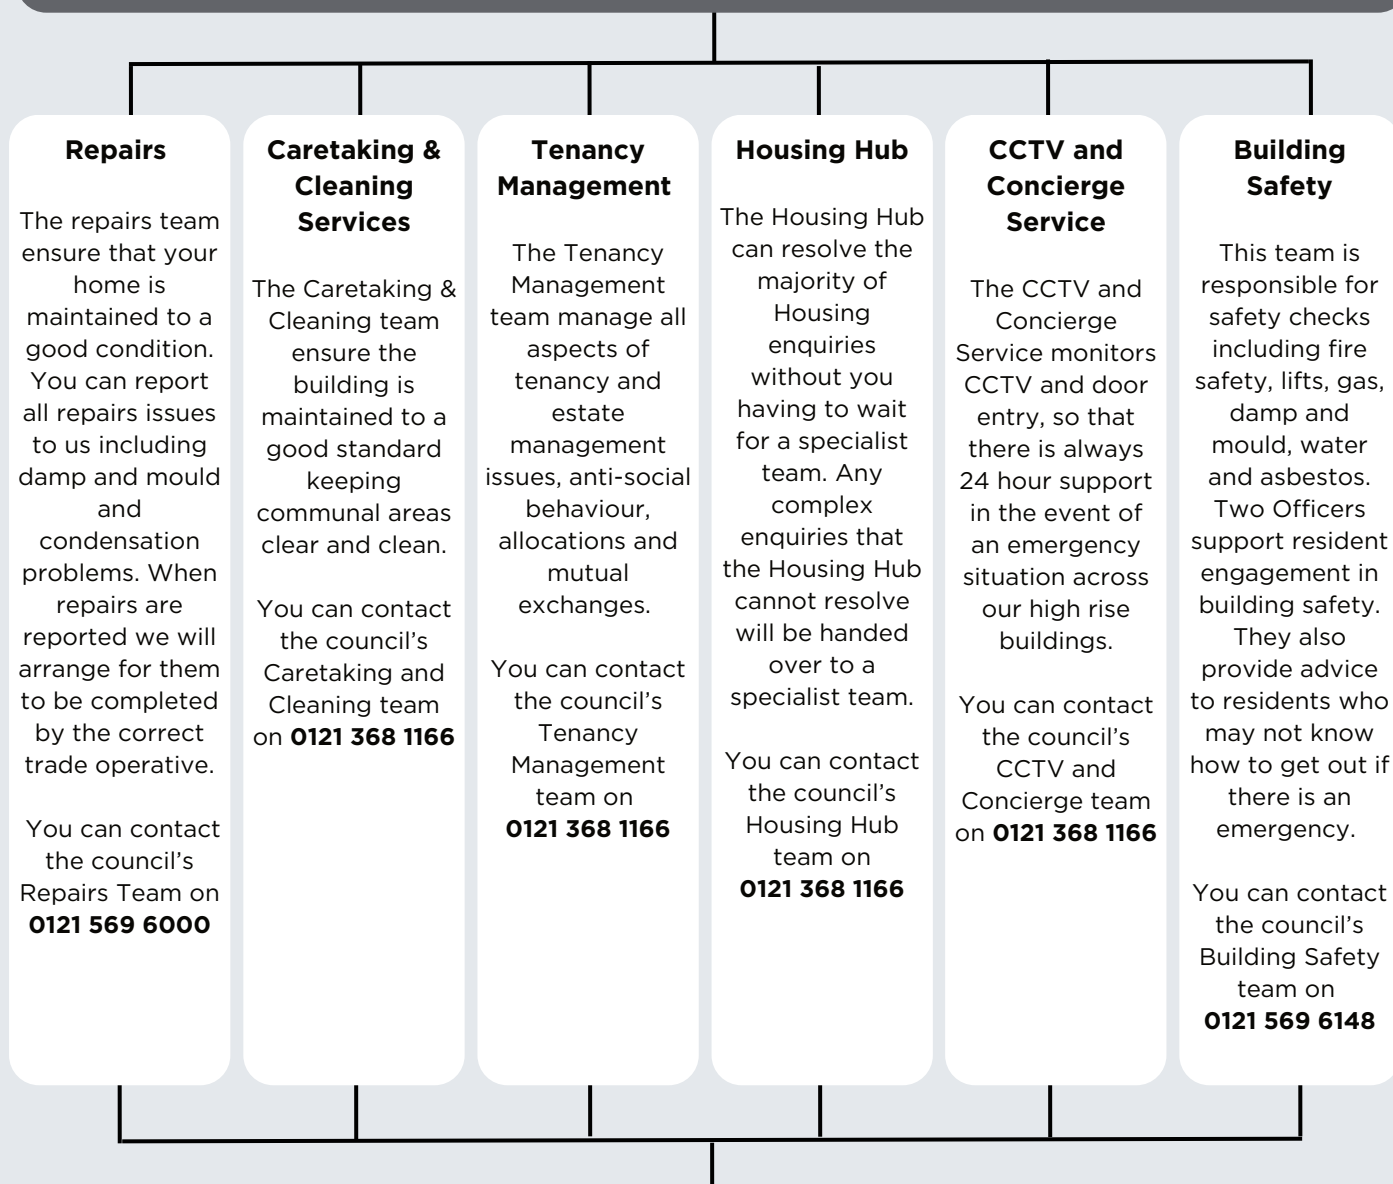 Repairs
The repairs team
ensure that your
home is
maintained to a
good condition.
You can report
all repairs issues
to us including
damp and mould
and
condensation
problems. When
repairs are
reported we will
arrange for them
to be completed
by the correct
trade operative.
You can contact
the council's
Repairs Team on
0121 569 6000
Caretaking &
Cleaning
Services
The Caretaking &
Cleaning team
ensure the
building is
maintained to a
good standard
keeping
communal areas
clear and clean.
You can contact
the council's
Caretaking and
Cleaning team
on 0121 368 1166
Tenancy
Management
The Tenancy
Management
team manage all
aspects of
tenancy and
estate
management
issues, anti-social
behaviour,
allocations and
mutual
exchanges.
You can contact
the council's
Tenancy
Management
team on
0121 368 1166
Housing Hub
The Housing Hub
can resolve the
majority of
Housing
enquiries
without you
having to wait
for a specialist
team. Any
complex
enquiries that
the Housing Hub
cannot resolve
will be handed
over to a
specialist team.
You can contact
the council's
Housing Hub
team on
0121 368 1166
CCTV and
Concierge
Service
The CCTV and
Concierge
Service monitors
CCTV and door
entry, so that
there is always
24 hour support
in the event of
an emergency
situation across
our high rise
buildings.
You can contact
the council's
CCTV and
Concierge team
on 0121 368 1166
Building
Safety
This team is
responsible for
safety checks
including fire
safety, lifts, gas,
damp and
mould, water
and asbestos.
Two Officers
support resident
engagement in
building safety.
They also
provide advice
to residents who
may not know
how to get out if
there is an
emergency.
You can contact
the council's
Building Safety
team on
0121 569 6148